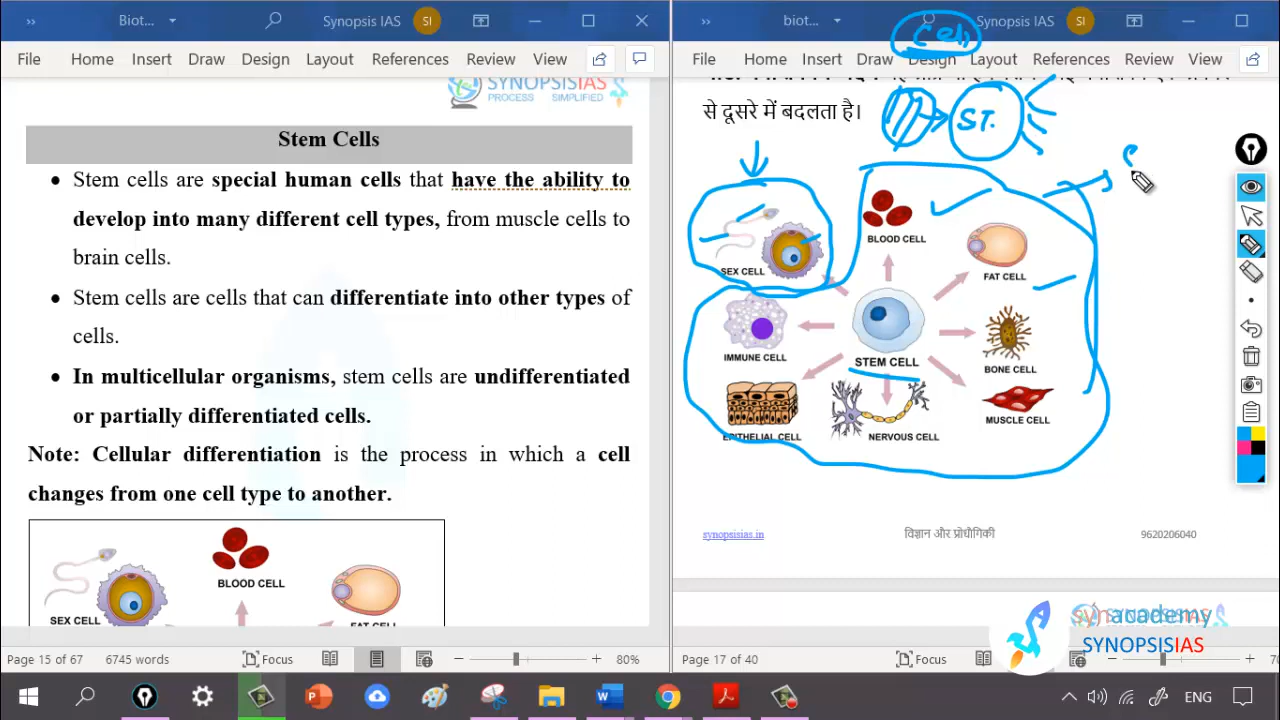 Biot...
Synopsis IAS
SI
File Home Insert Draw Design Layout References Review View
SYNOPSISIAS
PROCESS SIMPLIFIED
Stem Cells
• Stem cells are special human cells that have the ability to
develop into many different cell types, from muscle cells to
brain cells.
• Stem cells are cells that can differentiate into other types of
cells.
• In multicellular organisms, stem cells are undifferentiated
or partially differentiated cells.
Note: Cellular differentiation is the process in which a cell
changes from one cell type to another.
BLOOD CELL
SEX CELL
FAT CELL
Page 15 of 67 6745 words Focus 80%
biot...
Synopsis IAS
SI
Cell
File Home Insert Draw Design Layout References Review View
से दूसरे में बदलता है।
ST.
BLOOD CELL
SEX CELL
FAT CELL
IMMUNE CELL
STEM CELL
BONE CELL
EPITHELIAL CELL
NERVOUS CELL
MUSCLE CELL
synopsisias.in विज्ञान और प्रोद्यौगिकी 9620206040
academy
SYNOPSISIAS
Page 17 of 40 Focus
ENG